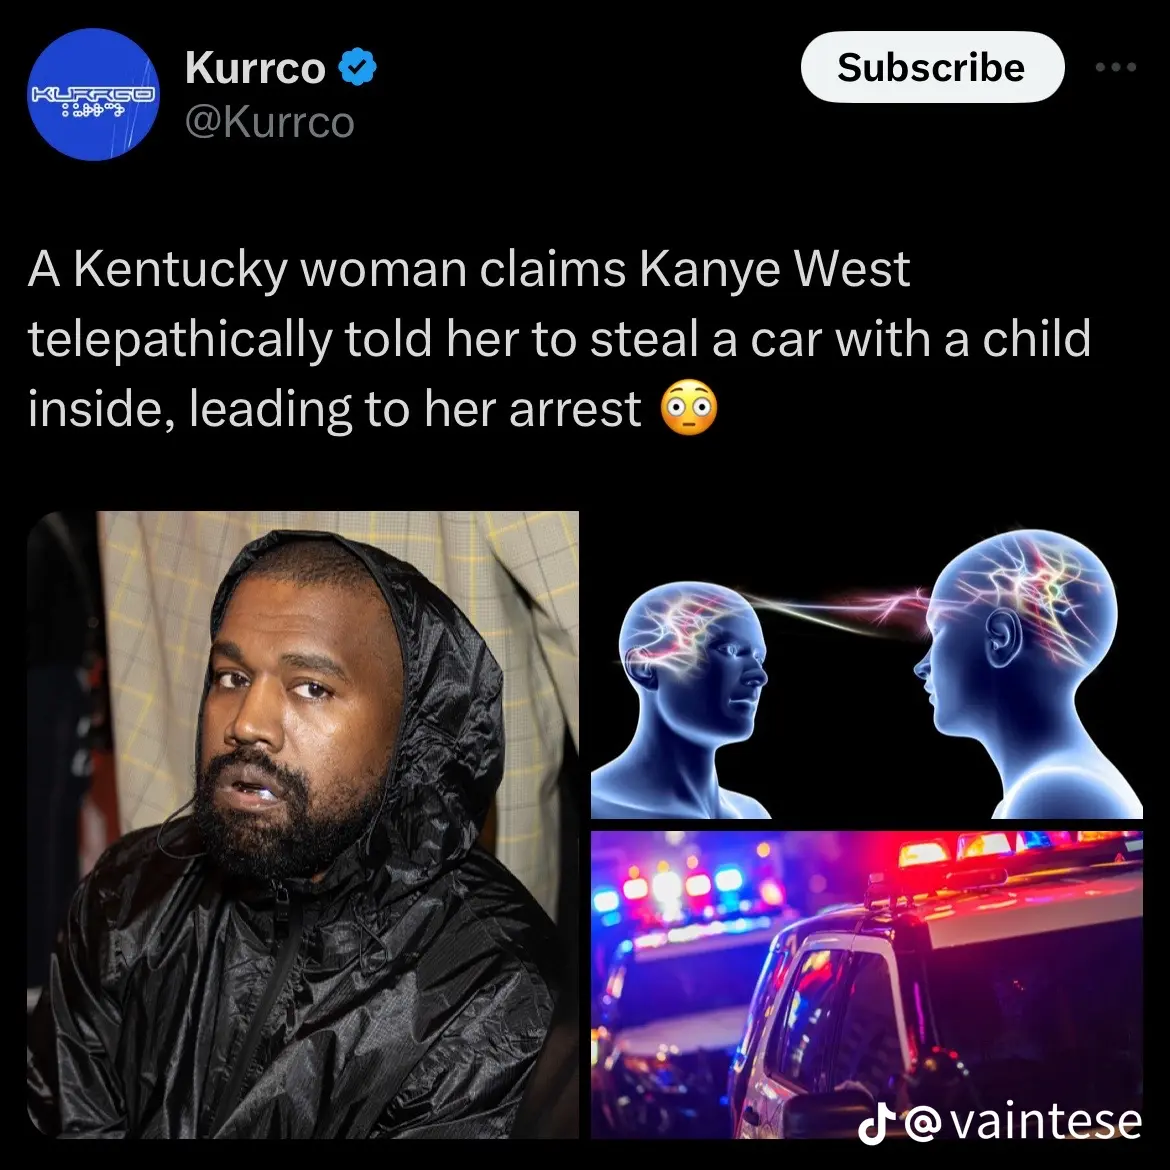 Kurrco
@Kurrco
Subscribe
KURRCO
A Kentucky woman claims Kanye West
telepathically told her to steal a car with a child
inside, leading to her arrest 😳
@vaintese